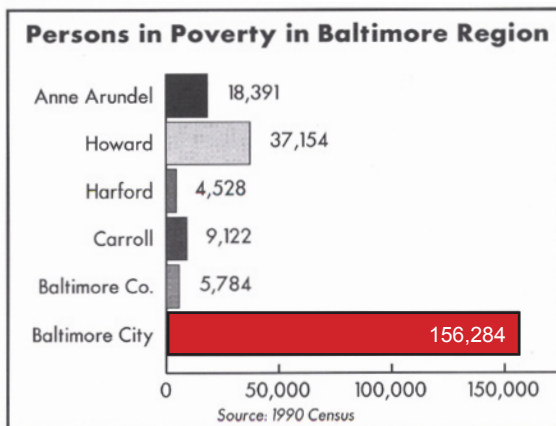 Persons in Poverty in Baltimore Region
Anne Arundel 18,391
Howard 37,154
Harford 4,528
Carroll 9,122
Baltimore Co. 5,784
Baltimore City 156,284
0 50,000 100,000 150,000
Source: 1990 Census